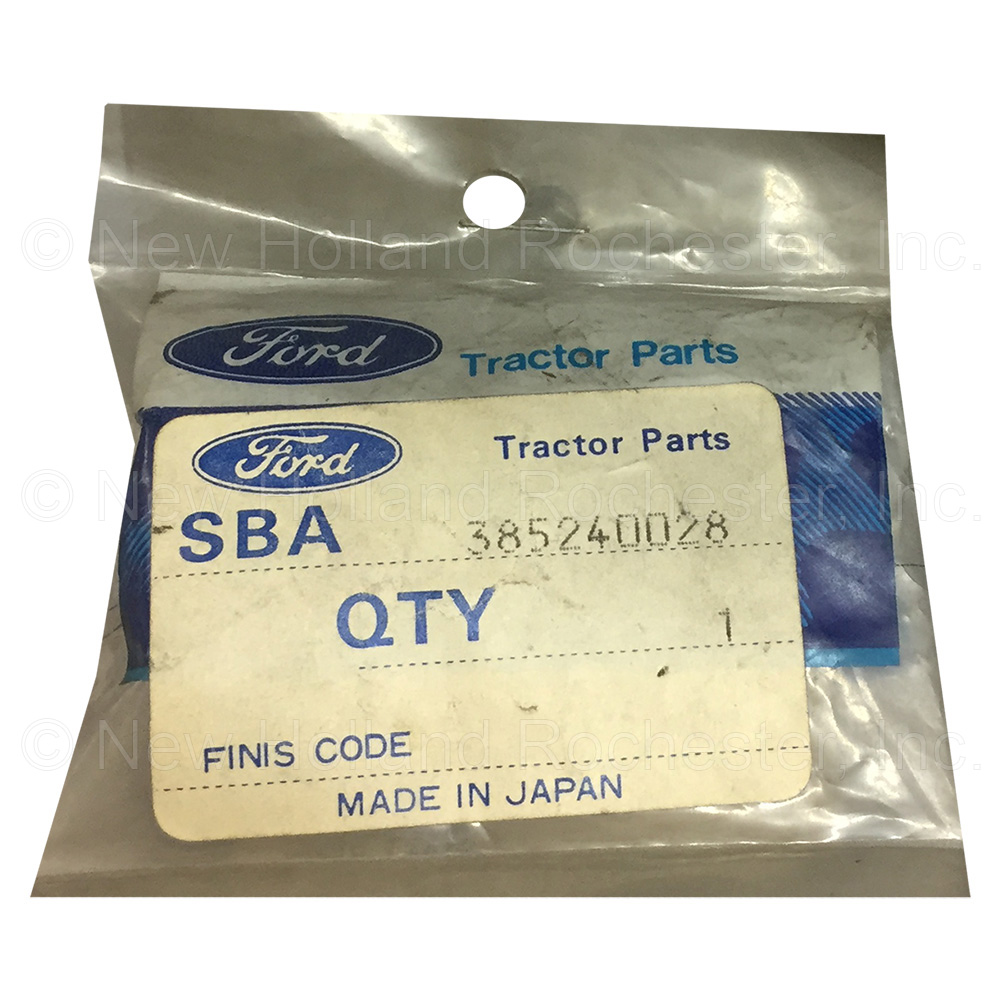 © New Holland Rochester, Inc.
Ford Tractor Parts
Ford Tractor Parts
© New Holland Rochester, Inc.
SBA 385240028
QTY 1
© New Holland Rochester, Inc.
FINIS CODE
MADE IN JAPAN